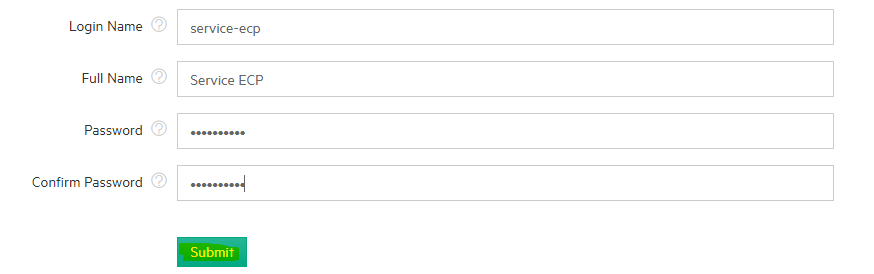 Login Name ? service-ecp
Full Name ? Service ECP
Password ? ••••••••••
Confirm Password ? ••••••••••
Submit